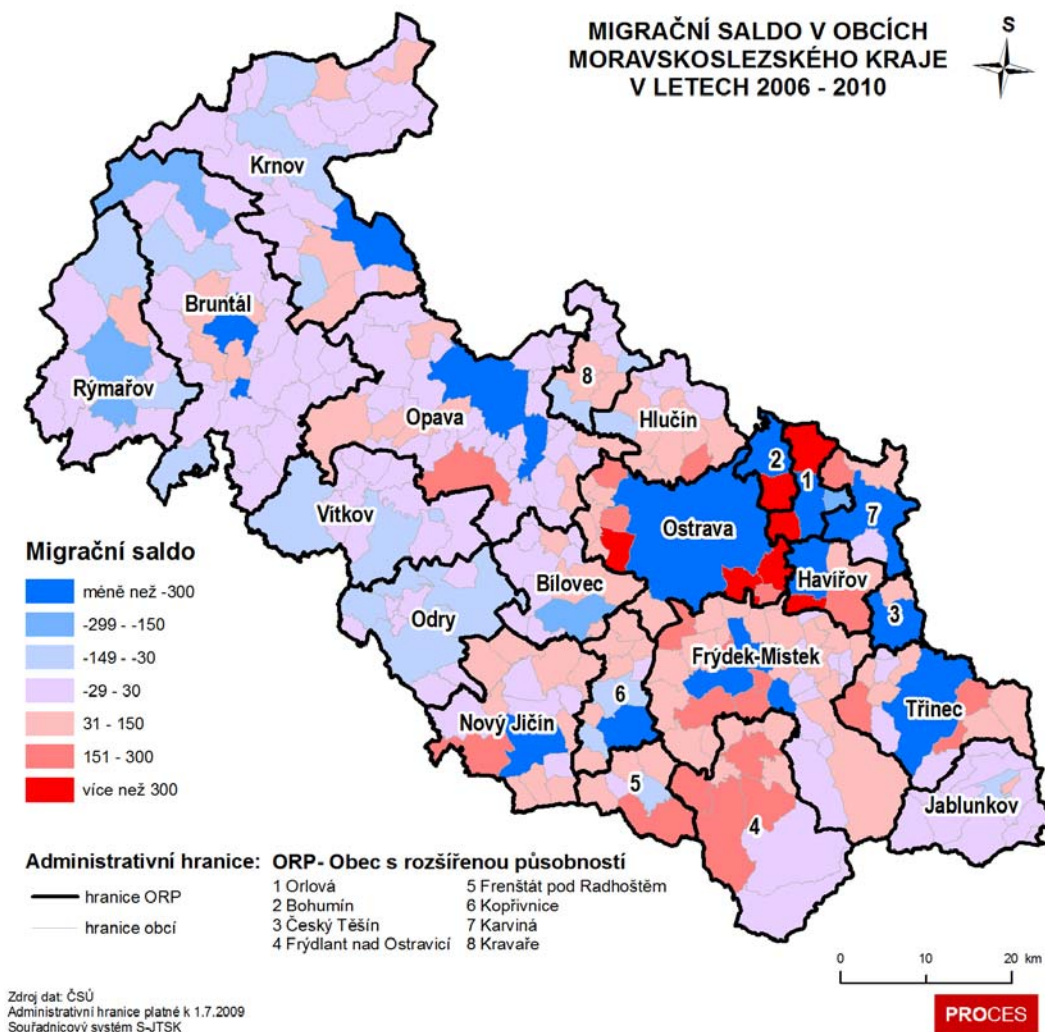 MIGRAČNÍ SALDO V OBCÍCH
MORAVSKOSLEZSKÉHO KRAJE
V LETECH 2006 - 2010
S
Krnov
Bruntál
Rýmařov
8
Opava
Hlučín
2
1
Vítkov
Ostrava
7
Bílovec
Havířov
Odry
3
Frýdek-Místek
6
Nový Jičín
Třinec
5
4
Jablunkov
Migrační saldo
méně než -300
-299 - -150
-149 - -30
-29 - 30
31 - 150
151 - 300
více než 300
Administrativní hranice:
hranice ORP
hranice obcí
ORP- Obec s rozšířenou působností
1 Orlová
2 Bohumín
3 Český Těšín
4 Frýdlant nad Ostravicí
5 Frenštát pod Radhoštěm
6 Kopřivnice
7 Karviná
8 Kravaře
0 10 20 km
Zdroj dat: ČSÚ
Administrativní hranice platné k 1.7.2009
Souřadnicový systém S-JTSK
PROCES